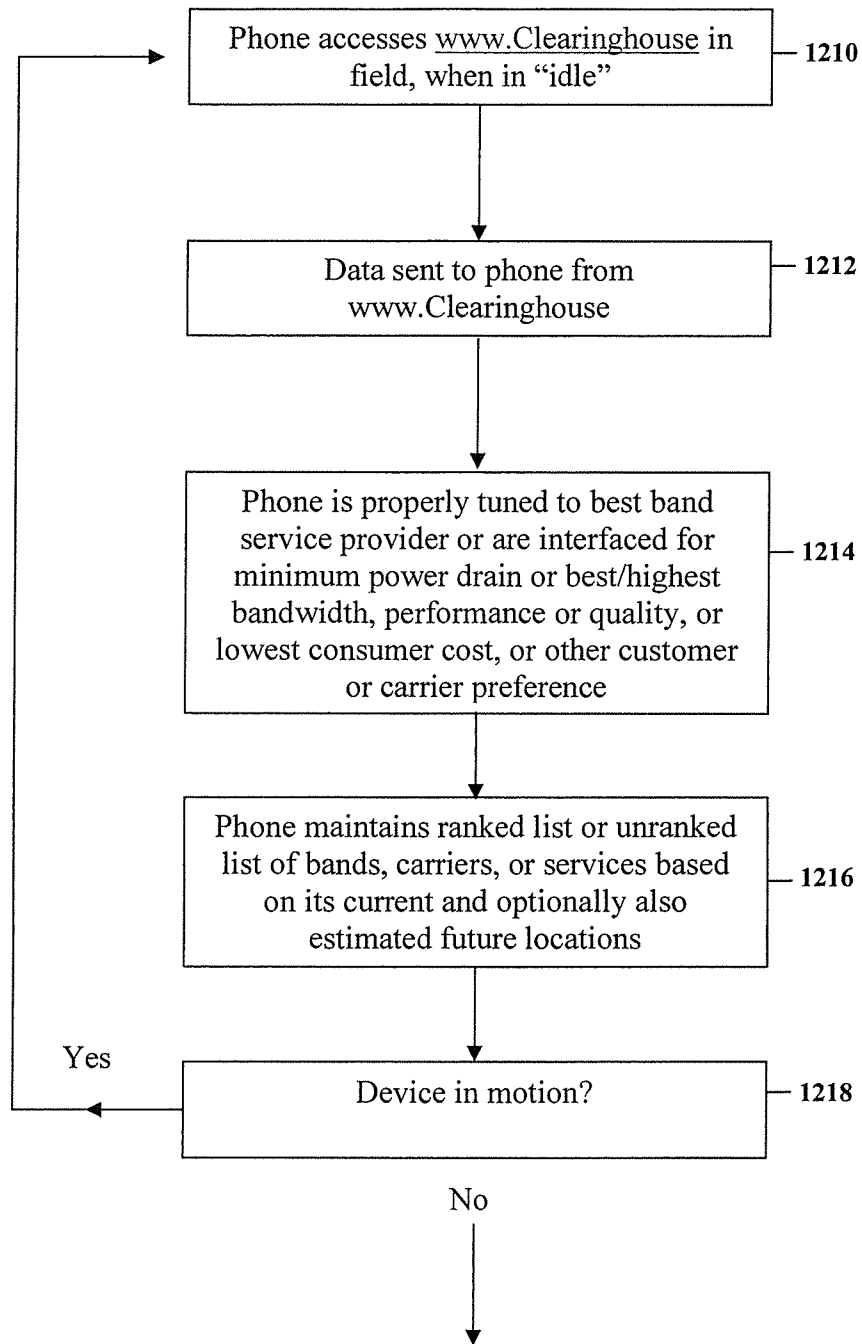 Phone accesses www.Clearinghouse in
field, when in “idle”
1210
Data sent to phone from
www.Clearinghouse
1212
Phone is properly tuned to best band
service provider or are interfaced for
minimum power drain or best/highest
bandwidth, performance or quality, or
lowest consumer cost, or other customer
or carrier preference
1214
Phone maintains ranked list or unranked
list of bands, carriers, or services based
on its current and optionally also
estimated future locations
1216
Yes
Device in motion?
1218
No